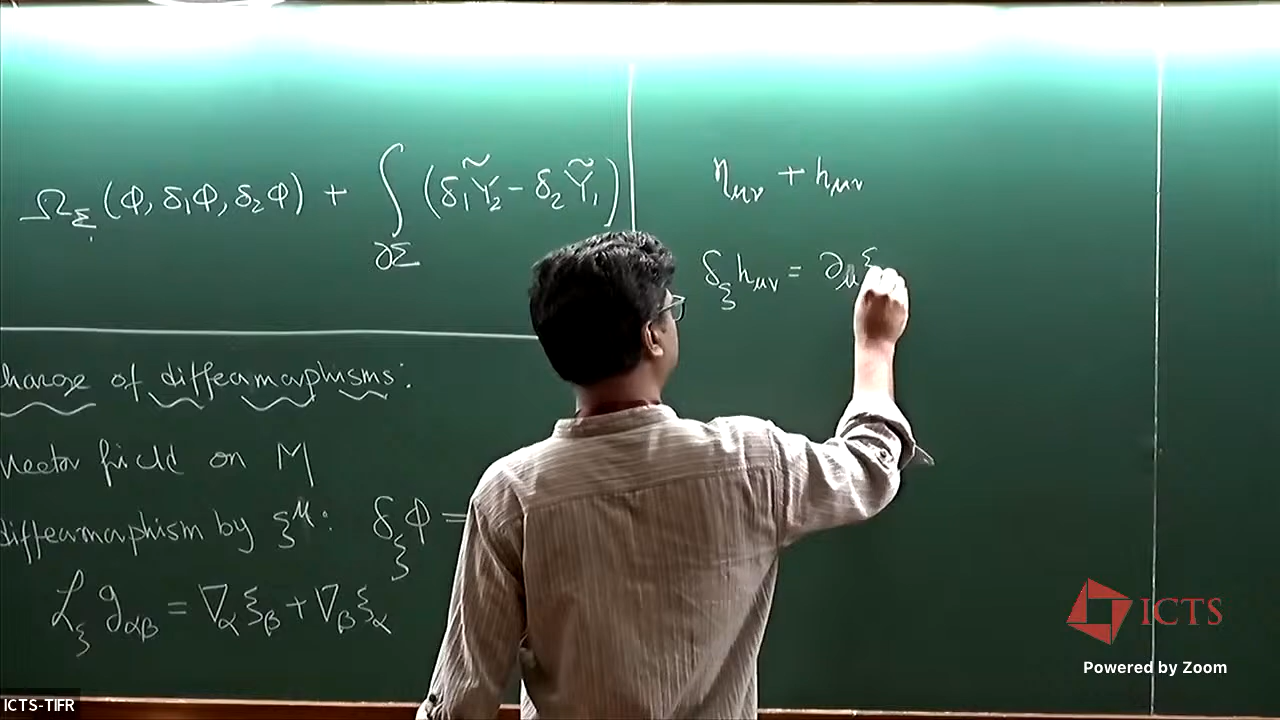 Ω_Σ (Φ, δ₁Φ, δ₂Φ) + ∫_∂Σ (δ₁Ỹ₂ - δ₂Ỹ₁)
η_μν + h_μν
δ_ξ h_μν = ∂_μ ξ
harge of diffeomorphisms:
vector field on M
diffeomorphism by ξ^μ: δ_ξ Φ =
ℒ_ξ g_αβ = ∇_α ξ_β + ∇_β ξ_α
ICTS
Powered by Zoom
ICTS-TIFR